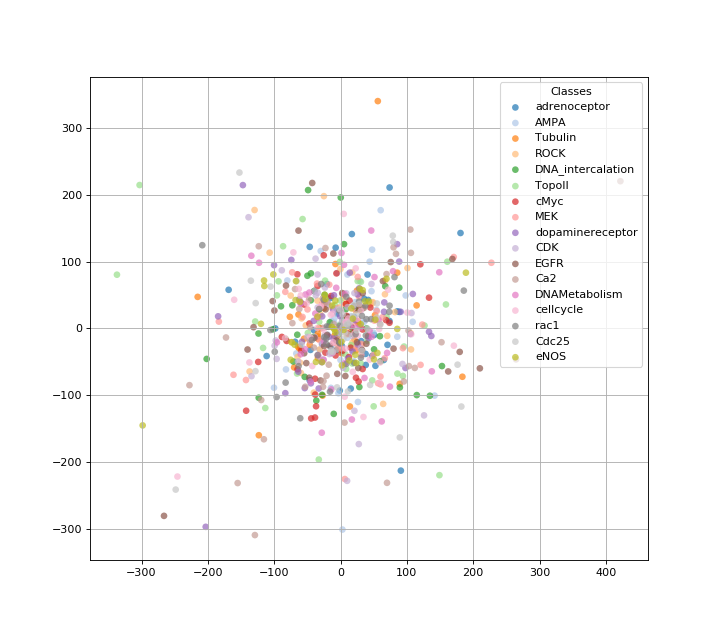 Classes
adrenoceptor
AMPA
Tubulin
ROCK
DNA_intercalation
TopoII
cMyc
MEK
dopaminereceptor
CDK
EGFR
Ca2
DNAMetabolism
cellcycle
rac1
Cdc25
eNOS
300
200
100
0
−100
−200
−300
−300 −200 −100 0 100 200 300 400